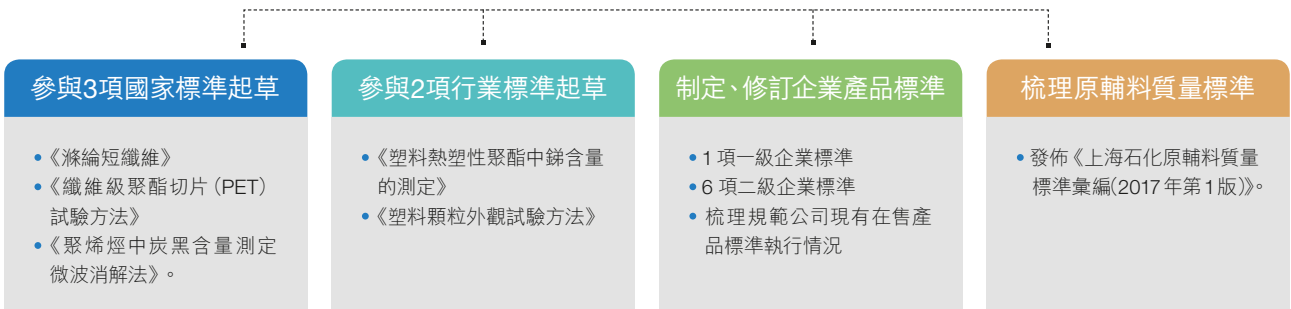 參與3項國家標準起草
• 《滌綸短纖維》
• 《纖維級聚酯切片（PET）
試驗方法》
• 《聚烯烴中炭黑含量測定
微波消解法》。
參與2項行業標準起草
• 《塑料熱塑性聚酯中銻含量
的測定》
• 《塑料顆粒外觀試驗方法》
制定、修訂企業產品標準
• 1項一級企業標準
• 6項二級企業標準
• 梳理規範公司現有在售產
品標準執行情況
梳理原輔料質量標準
• 發佈《上海石化原輔料質量
標準彙編(2017年第1版)》。